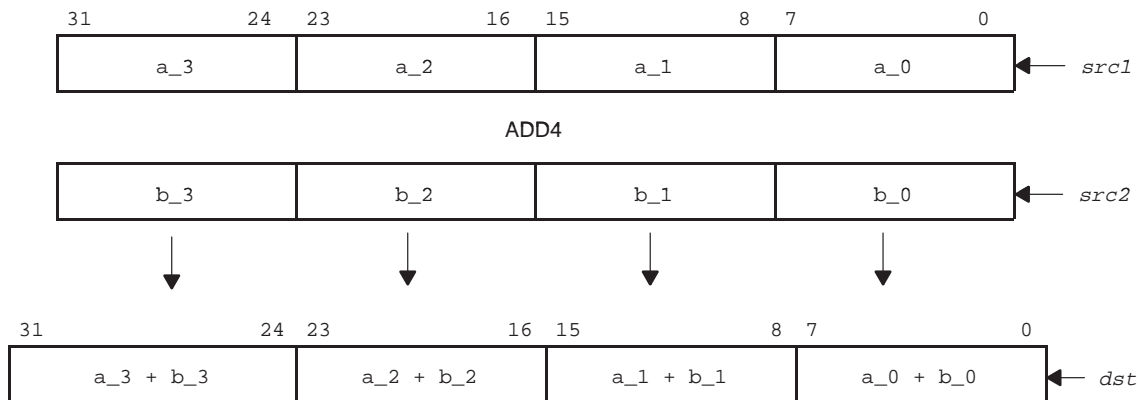 31 24 23 16 15 8 7 0
a_3 a_2 a_1 a_0 src1
ADD4
b_3 b_2 b_1 b_0 src2
31 24 23 16 15 8 7 0
a_3 + b_3 a_2 + b_2 a_1 + b_1 a_0 + b_0 dst